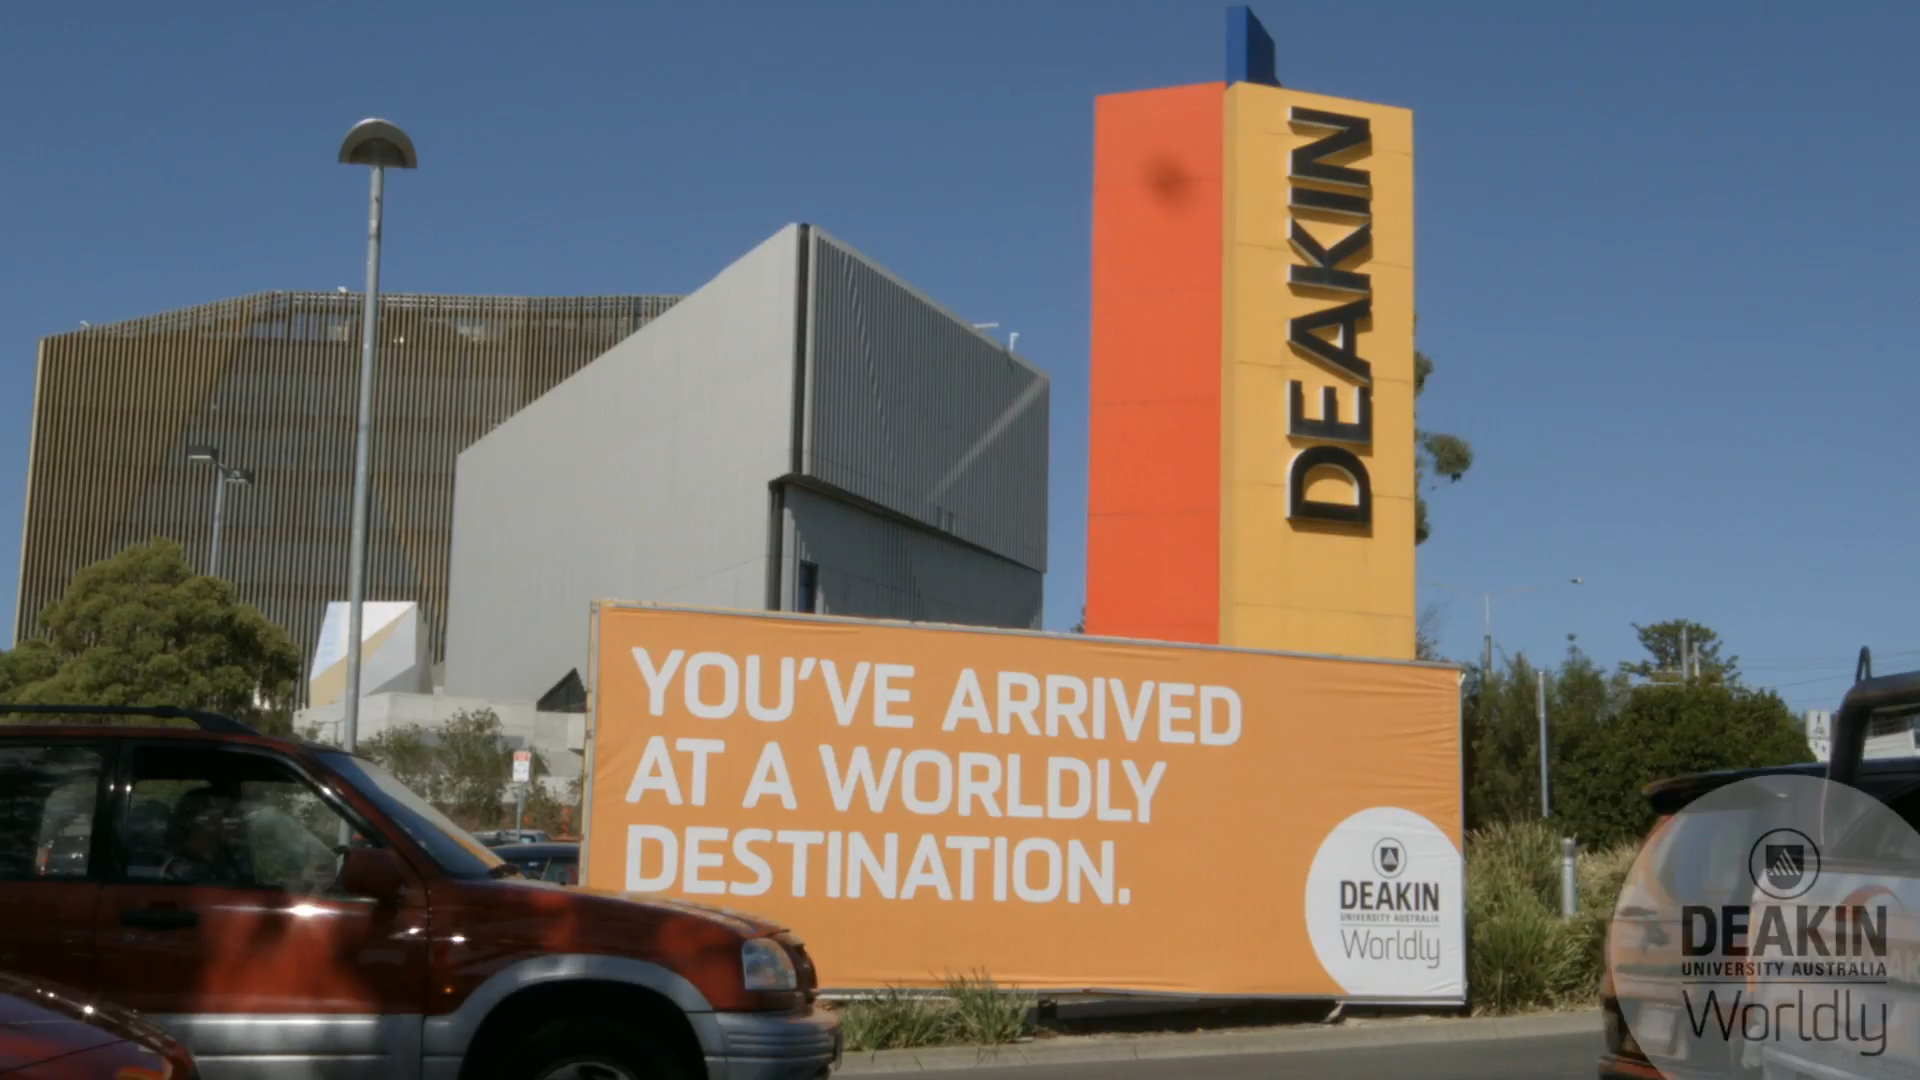 DEAKIN
YOU'VE ARRIVED
AT A WORLDLY
DESTINATION.
DEAKIN
UNIVERSITY AUSTRALIA
Worldly
DEAKIN
UNIVERSITY AUSTRALIA
Worldly